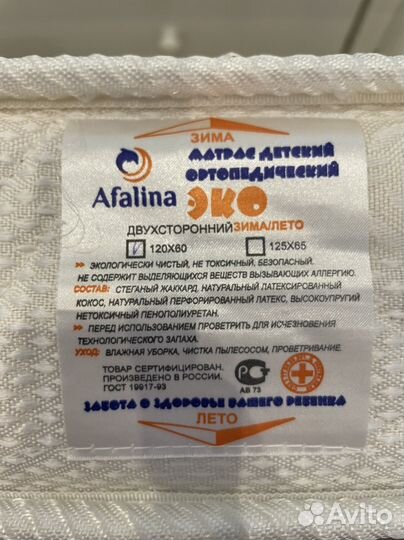 ЗИМА
МАТРАС ДЕТСКИЙ
ОРТОПЕДИЧЕСКИЙ
Afalina ЭКО
ДВУХСТОРОННИЙ ЗИМА/ЛЕТО
120X60 125X65
>> ЭКОЛОГИЧЕСКИ ЧИСТЫЙ, НЕ ТОКСИЧНЫЙ, БЕЗОПАСНЫЙ.
НЕ СОДЕРЖИТ ВЫДЕЛЯЮЩИХСЯ ВЕЩЕСТВ ВЫЗЫВАЮЩИХ АЛЛЕРГИЮ.
СОСТАВ: СТЕГАНЫЙ ЖАККАРД, НАТУРАЛЬНЫЙ ЛАТЕКСИРОВАННЫЙ
КОКОС, НАТУРАЛЬНЫЙ ПЕРФОРИРОВАННЫЙ ЛАТЕКС, ВЫСОКОУПРУГИЙ
НЕТОКСИЧНЫЙ ПЕНОПОЛИУРЕТАН.
>> ПЕРЕД ИСПОЛЬЗОВАНИЕМ ПРОВЕТРИТЬ ДЛЯ ИСЧЕЗНОВЕНИЯ
ТЕХНОЛОГИЧЕСКОГО ЗАПАХА.
УХОД: ВЛАЖНАЯ УБОРКА, ЧИСТКА ПЫЛЕСОСОМ, ПРОВЕТРИВАНИЕ.
ТОВАР СЕРТИФИЦИРОВАН.
ПРОИЗВЕДЕНО В РОССИИ.
ГОСТ 19917-93
АВ 73
ЗАБОТА О ЗДОРОВЬЕ ВАШЕГО РЕБЕНКА
ЛЕТО
Avito